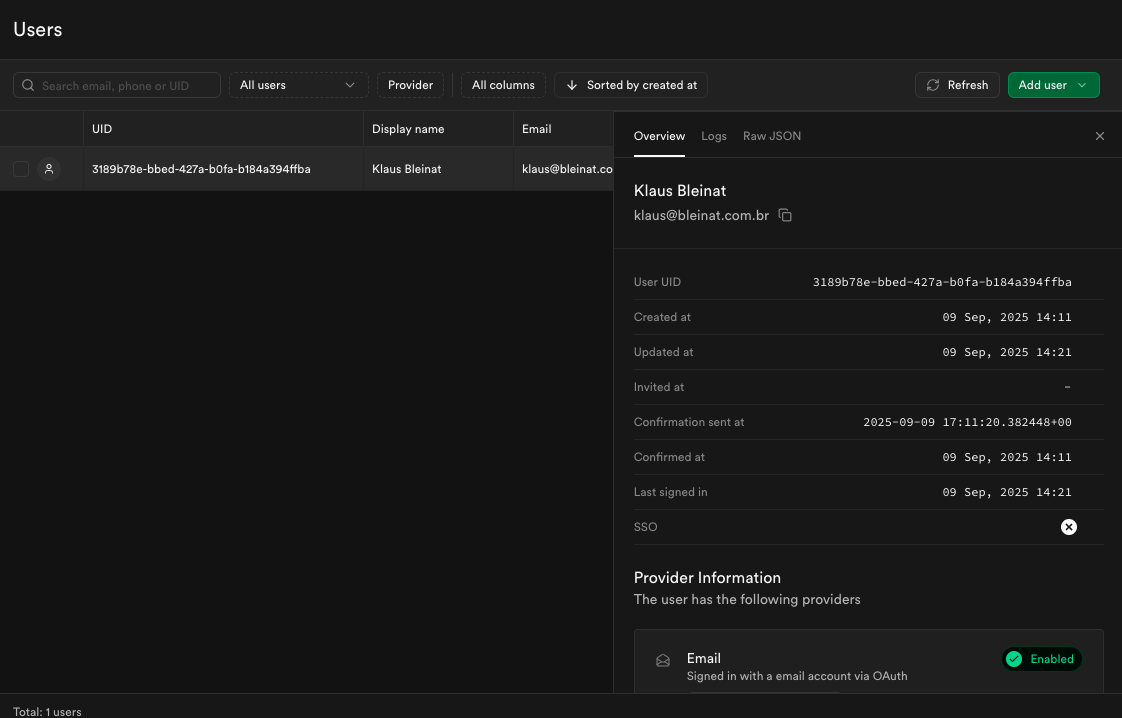 Users
Search email, phone or UID
All users
Provider
All columns
Sorted by created at
Refresh
Add user
UID
Display name
Email
3189b78e-bbed-427a-b0fa-b184a394ffba
Klaus Bleinat
klaus@bleinat.co
Overview
Logs
Raw JSON
Klaus Bleinat
klaus@bleinat.com.br
User UID 3189b78e-bbed-427a-b0fa-b184a394ffba
Created at 09 Sep, 2025 14:11
Updated at 09 Sep, 2025 14:21
Invited at -
Confirmation sent at 2025-09-09 17:11:20.382448+00
Confirmed at 09 Sep, 2025 14:11
Last signed in 09 Sep, 2025 14:21
SSO
Provider Information
The user has the following providers
Email
Enabled
Signed in with a email account via OAuth
Total: 1 users